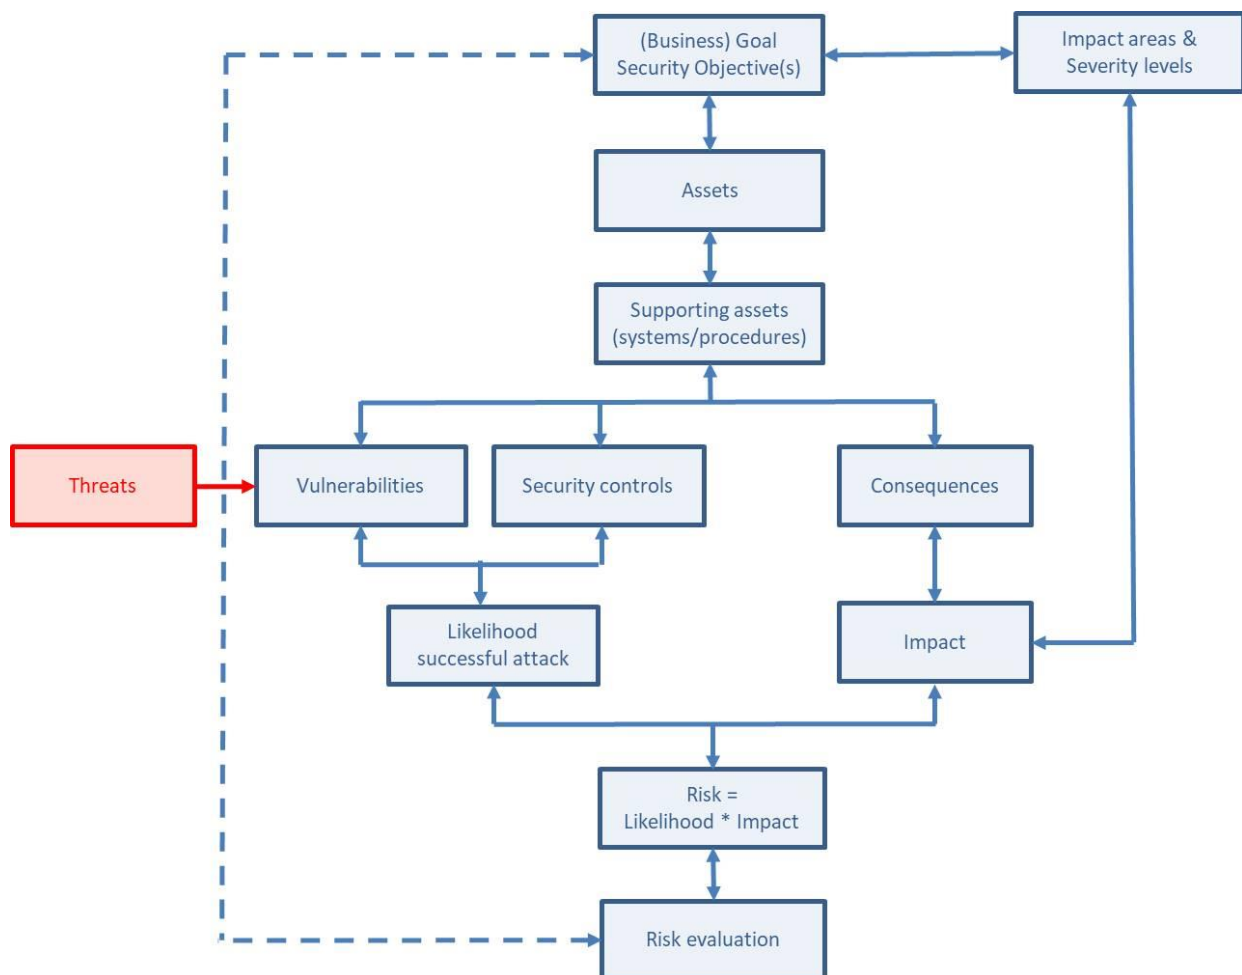 (Business) Goal
Security Objective(s)
Impact areas &
Severity levels
Assets
Supporting assets
(systems/procedures)
Threats
Vulnerabilities
Security controls
Consequences
Likelihood
successful attack
Impact
Risk =
Likelihood * Impact
Risk evaluation